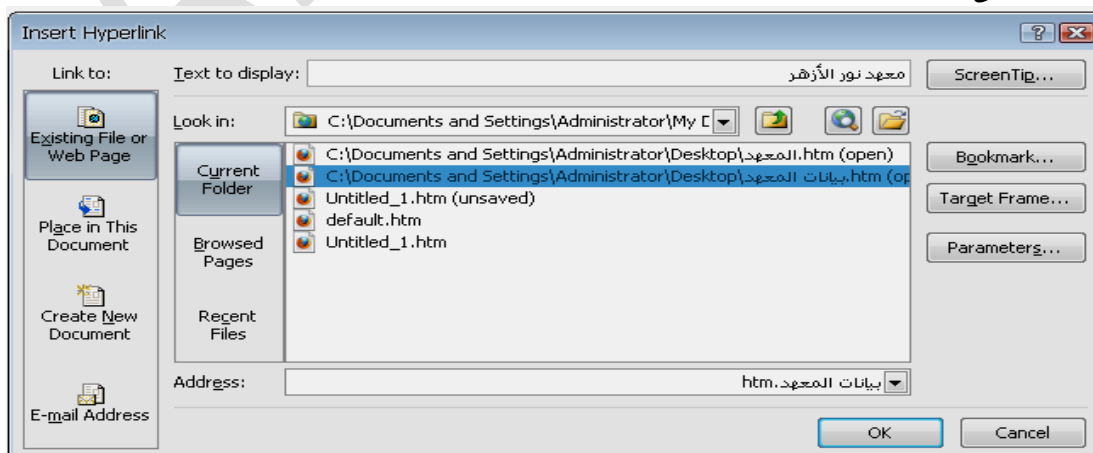 Insert Hyperlink
Link to:
Text to display: معهد نور الأزهر
ScreenTip...
Existing File or Web Page
Look in: C:\Documents and Settings\Administrator\My D
Current Folder
C:\Documents and Settings\Administrator\Desktop\المعهد.htm (open)
Bookmark...
C:\Documents and Settings\Administrator\Desktop\بيانات المعهد.htm (op
Untitled_1.htm (unsaved)
Target Frame...
Place in This Document
default.htm
Browsed Pages
Untitled_1.htm
Parameters...
Create New Document
Recent Files
Address: بيانات المعهد.htm
E-mail Address
OK
Cancel